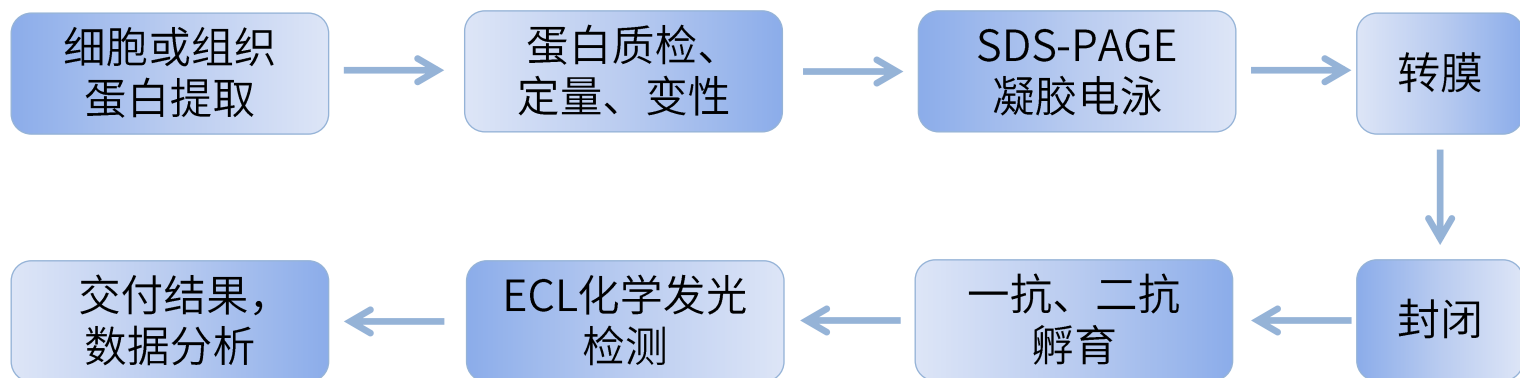 细胞或组织
蛋白提取
蛋白质检、
定量、变性
SDS-PAGE
凝胶电泳
转膜
封闭
一抗、二抗
孵育
ECL化学发光
检测
交付结果，
数据分析